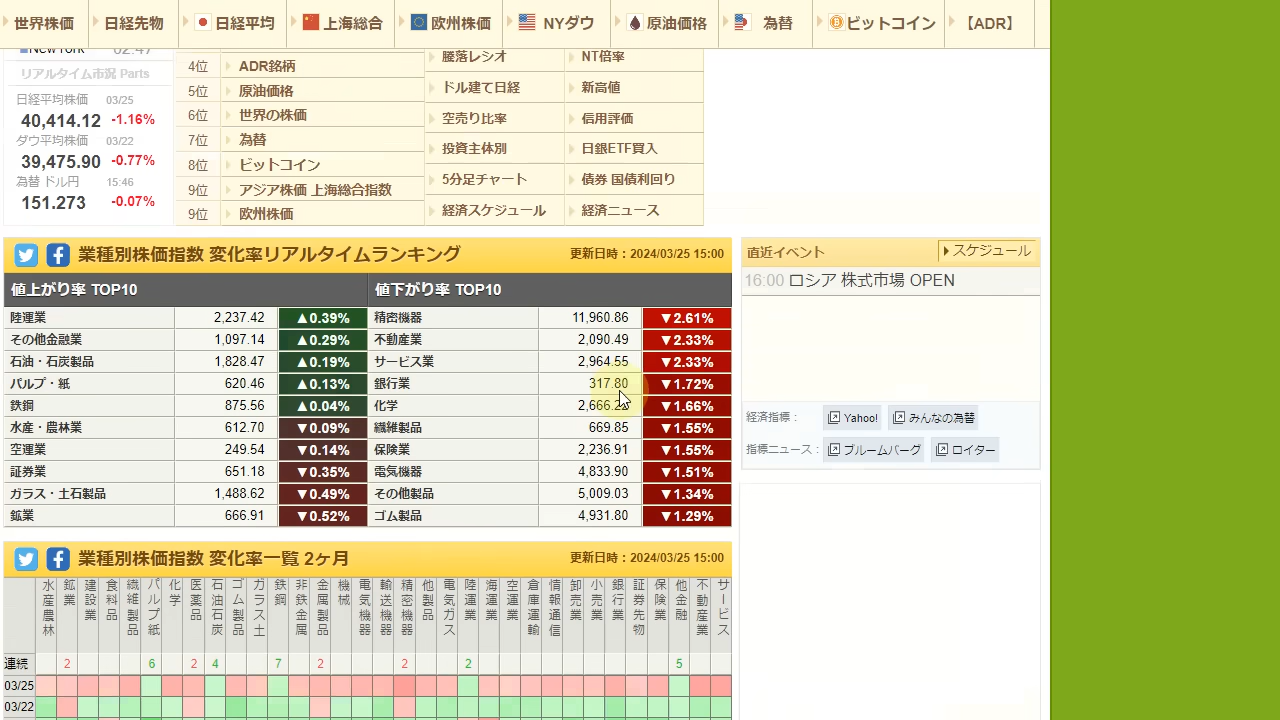 世界株価 日経先物 日経平均 上海総合 欧州株価 NYダウ 原油価格 為替 ビットコイン 【ADR】
NewYork 02:47
リアルタイム市況 Parts
日経平均株価 03/25
40,414.12 -1.16%
ダウ平均株価 03/22
39,475.90 -0.77%
為替 ドル円 15:46
151.273 -0.07%
4位 ADR銘柄
5位 原油価格
6位 世界の株価
7位 為替
8位 ビットコイン
9位 アジア株価 上海総合指数
9位 欧州株価
騰落レシオ NT倍率
ドル建て日経 新高値
空売り比率 信用評価
投資主体別 日銀ETF買入
5分足チャート 債券 国債利回り
経済スケジュール 経済ニュース
業種別株価指数 変化率リアルタイムランキング 更新日時：2024/03/25 15:00
値上がり率 TOP10 値下がり率 TOP10
陸運業 2,237.42 ▲0.39% 精密機器 11,960.86 ▼2.61%
その他金融業 1,097.14 ▲0.29% 不動産業 2,090.49 ▼2.33%
石油・石炭製品 1,828.47 ▲0.19% サービス業 2,964.55 ▼2.33%
パルプ・紙 620.46 ▲0.13% 銀行業 317.80 ▼1.72%
鉄鋼 875.56 ▲0.04% 化学 ▼1.66%
水産・農林業 612.70 ▼0.09% 繊維製品 669.85 ▼1.55%
空運業 249.54 ▼0.14% 保険業 2,236.91 ▼1.55%
証券業 651.18 ▼0.35% 電気機器 4,833.90 ▼1.51%
ガラス・土石製品 1,488.62 ▼0.49% その他製品 5,009.03 ▼1.34%
鉱業 666.91 ▼0.52% ゴム製品 4,931.80 ▼1.29%
直近イベント スケジュール
16:00 ロシア 株式市場 OPEN
経済指標： Yahoo! みんなの為替
指標ニュース： ブルームバーグ ロイター
業種別株価指数 変化率一覧 2ヶ月 更新日時：2024/03/25 15:00
水産農林 鉱業 建設業 食料品 繊維製品 パルプ紙 化学 医薬品 石油石炭 ゴム製品 ガラス土 鉄鋼 非鉄金属 金属製品 機械 電気機器 輸送機器 精密機器 他製品 電気ガス 陸運業 海運業 空運業 倉庫運輸 情報通信 卸売業 小売業 銀行業 証券先物 保険業 他金融 不動産業 サービス
連続 2 6 2 4 7 2 2 2 5
03/25
03/22